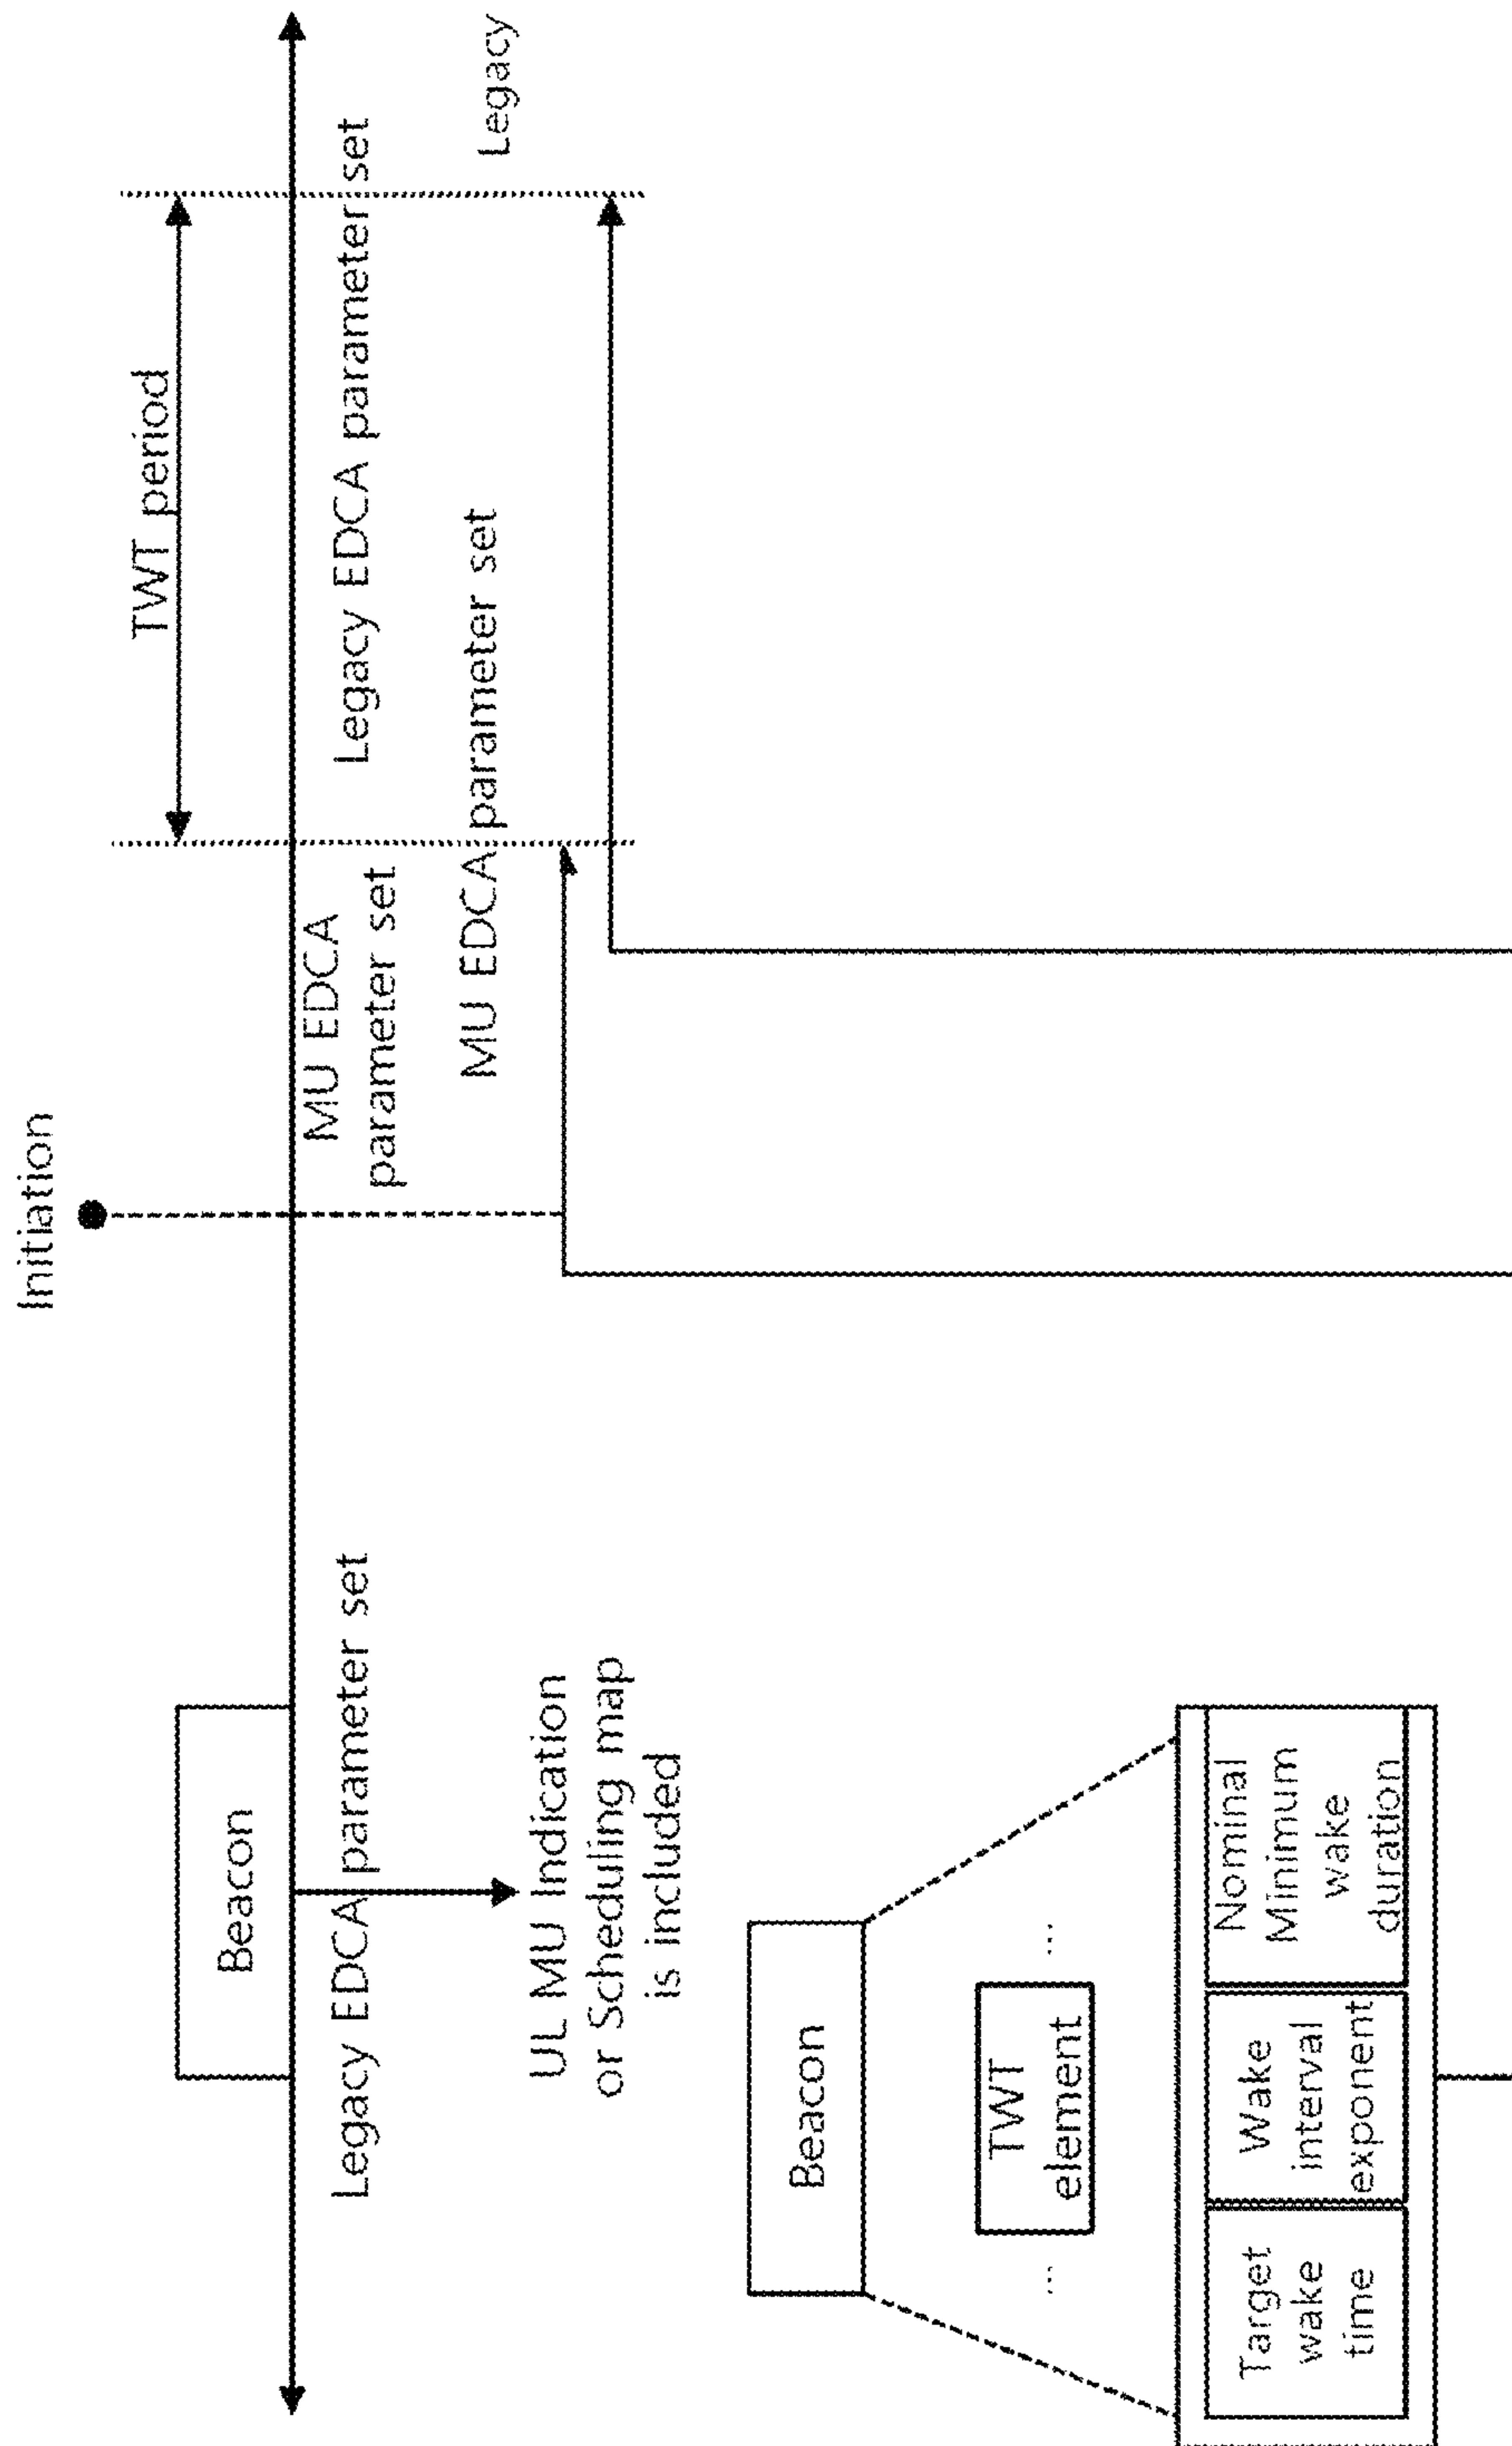 Initiation
TWT period
Beacon
Legacy EDCA parameter set
MU EDCA
parameter set
Legacy EDCA parameter set
MU EDCA parameter set
Legacy
UL MU Indication
or Scheduling map
is included
Beacon
...
TWT
element
...
Target
wake
time
Wake
interval
exponent
Nominal
Minimum
wake
duration